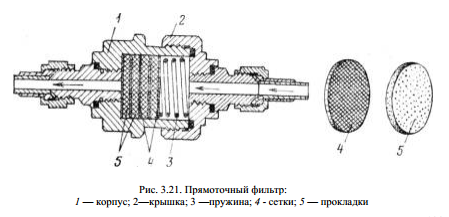 1 2
5 4 3
4 5
Рис. 3.21. Прямоточный фильтр:
1 — корпус; 2—крышка; 3 —пружина; 4 - сетки; 5 — прокладки